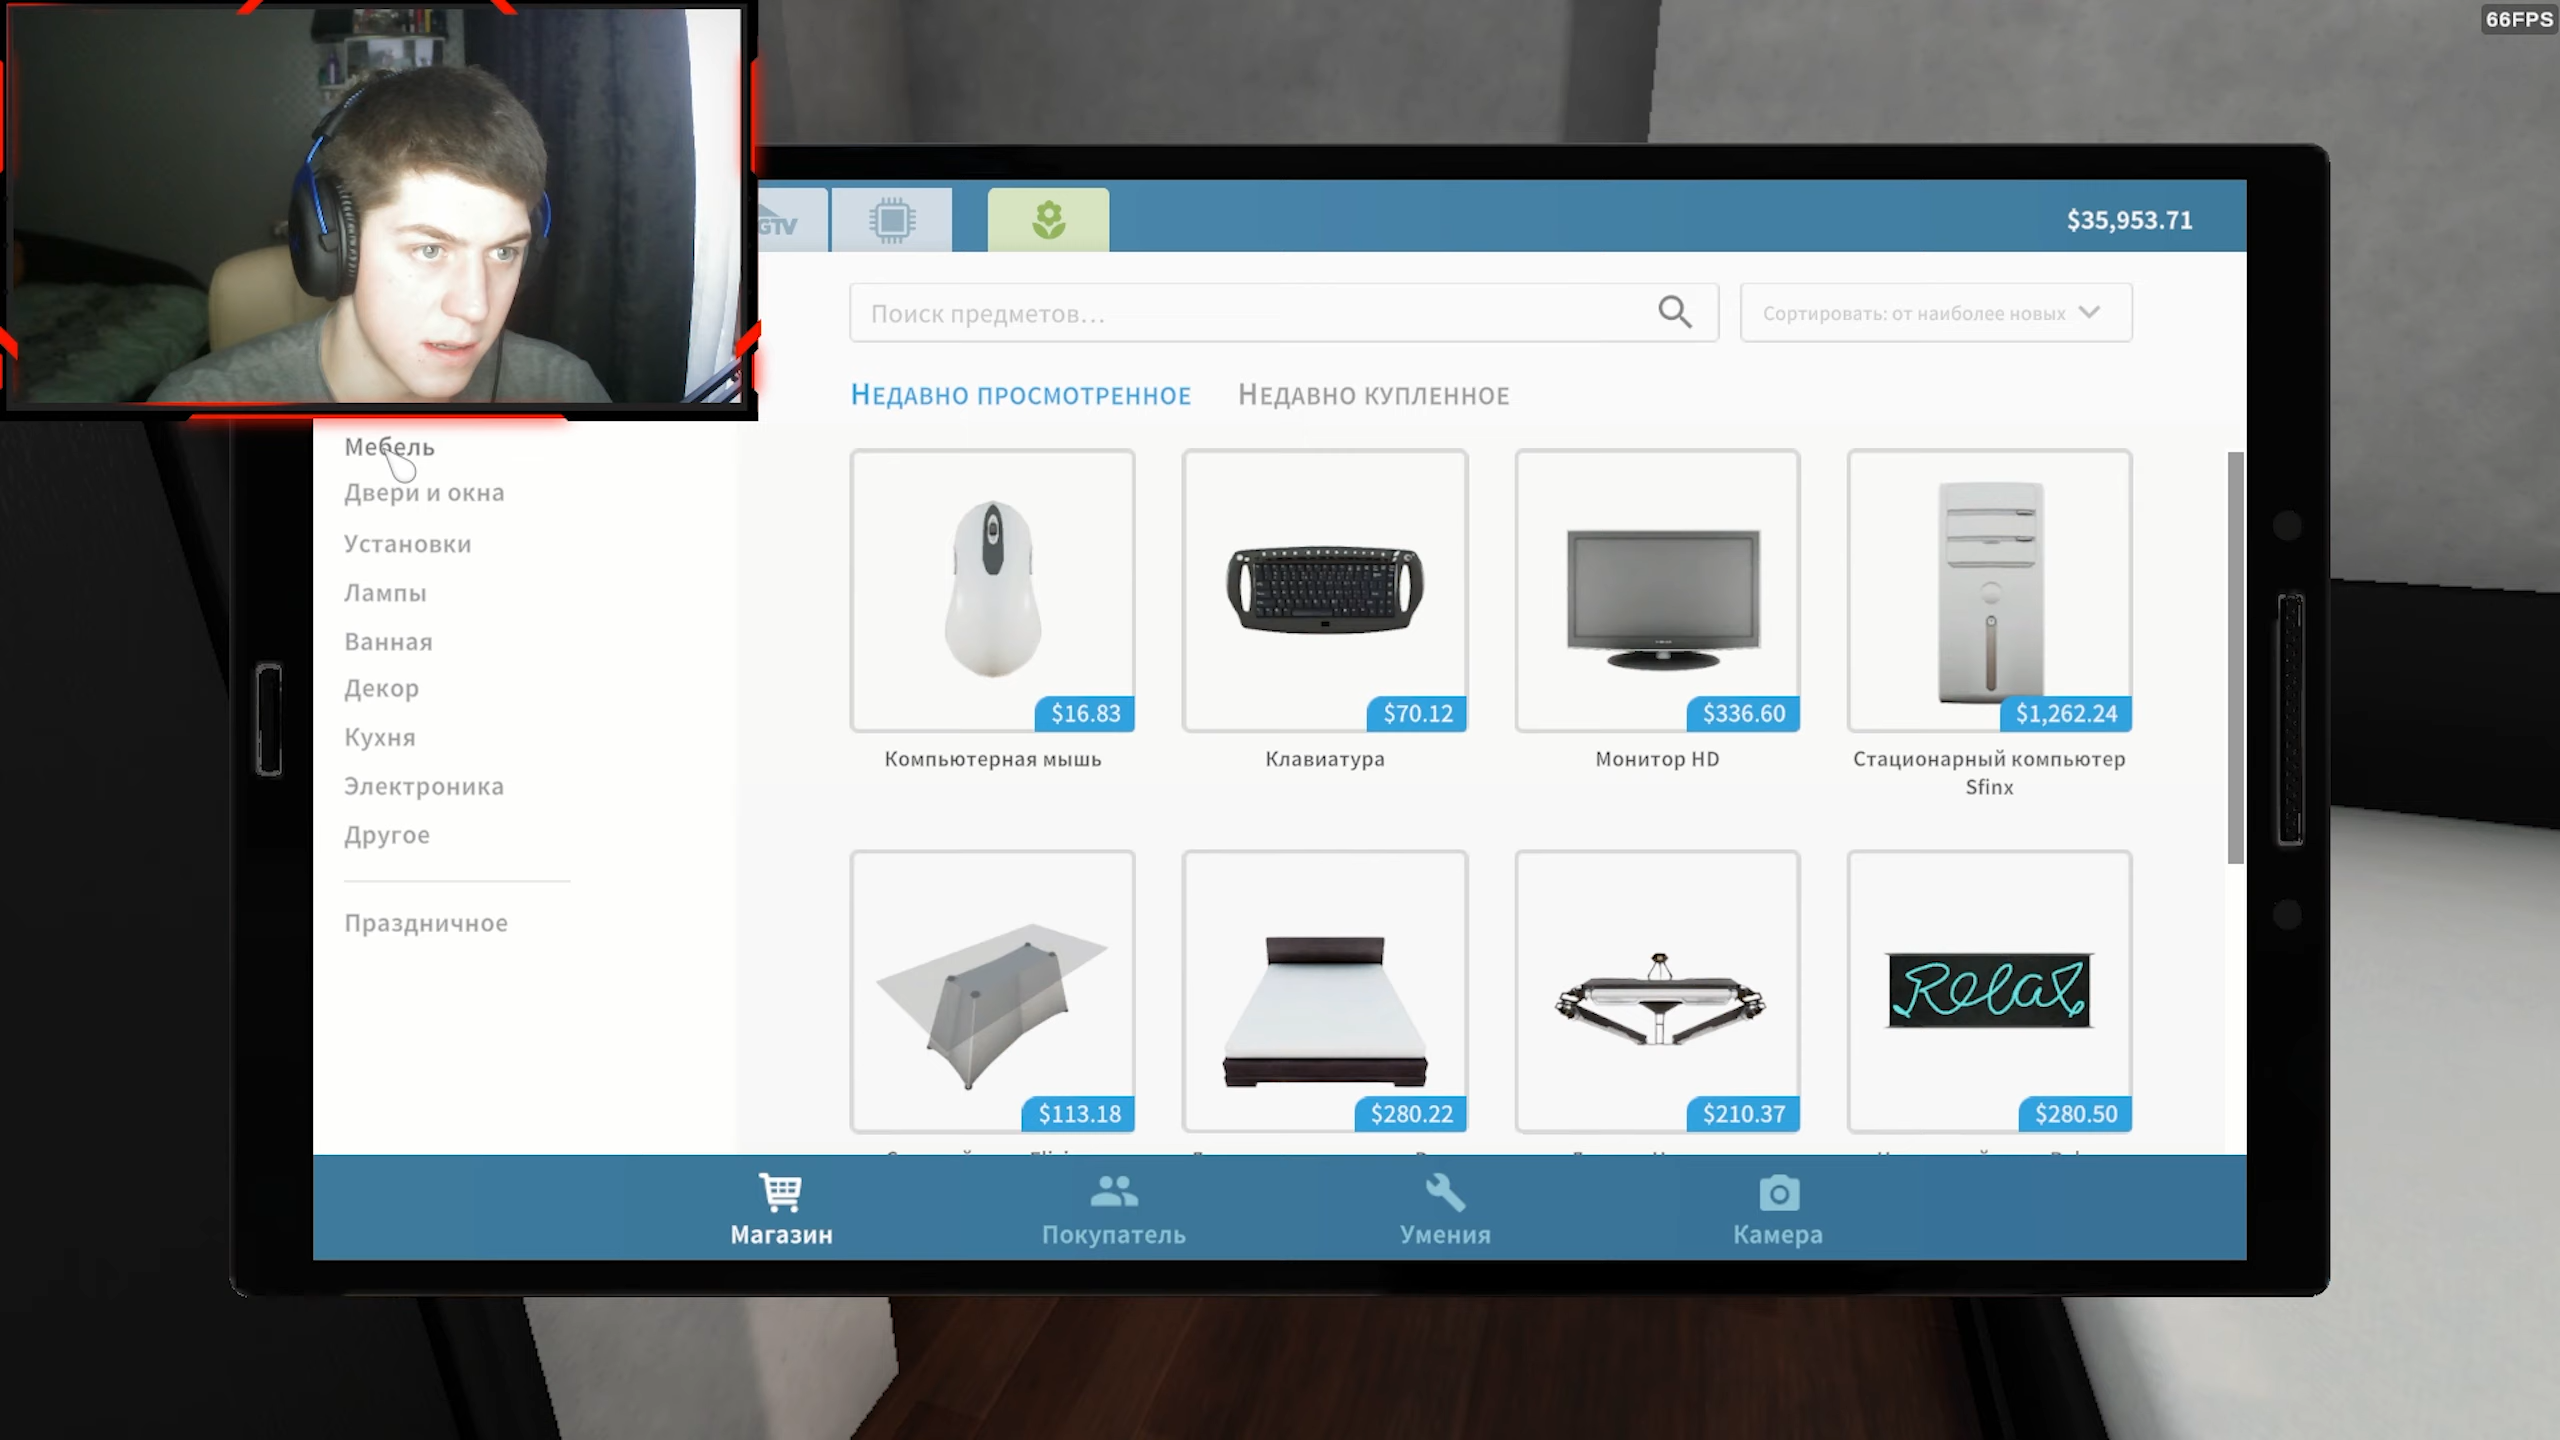 66FPS
GTV
$35,953.71
Поиск предметов...
Сортировать: от наиболее новых
НЕДАВНО ПРОСМОТРЕННОЕ
НЕДАВНО КУПЛЕННОЕ
Мебель
Двери и окна
Установки
Лампы
Ванная
Декор
Кухня
Электроника
Другое
Праздничное
$16.83
$70.12
$336.60
$1,262.24
Компьютерная мышь
Клавиатура
Монитор HD
Стационарный компьютер
Sfinx
Relax
$113.18
$280.22
$210.37
$280.50
Магазин
Покупатель
Умения
Камера